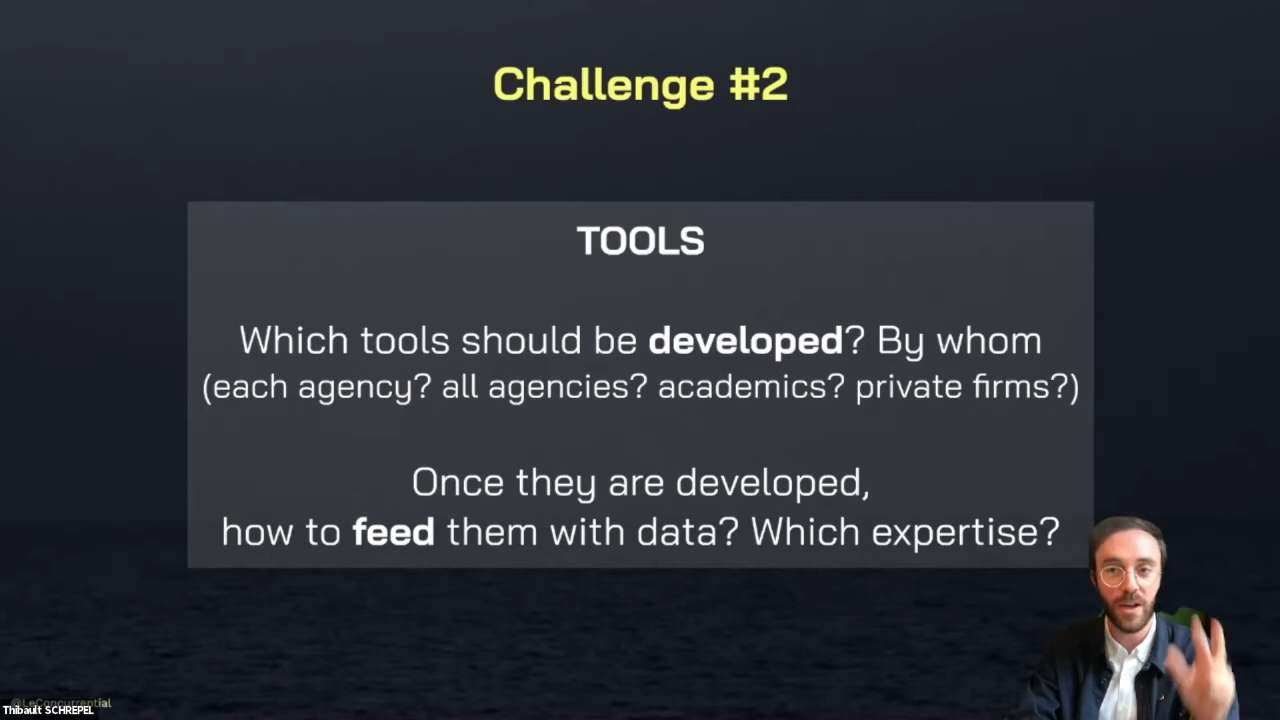 Challenge #2
TOOLS
Which tools should be developed? By whom
(each agency? all agencies? academics? private firms?)
Once they are developed,
how to feed them with data? Which expertise?
@LeConcurrential
Thibault SCHREPEL